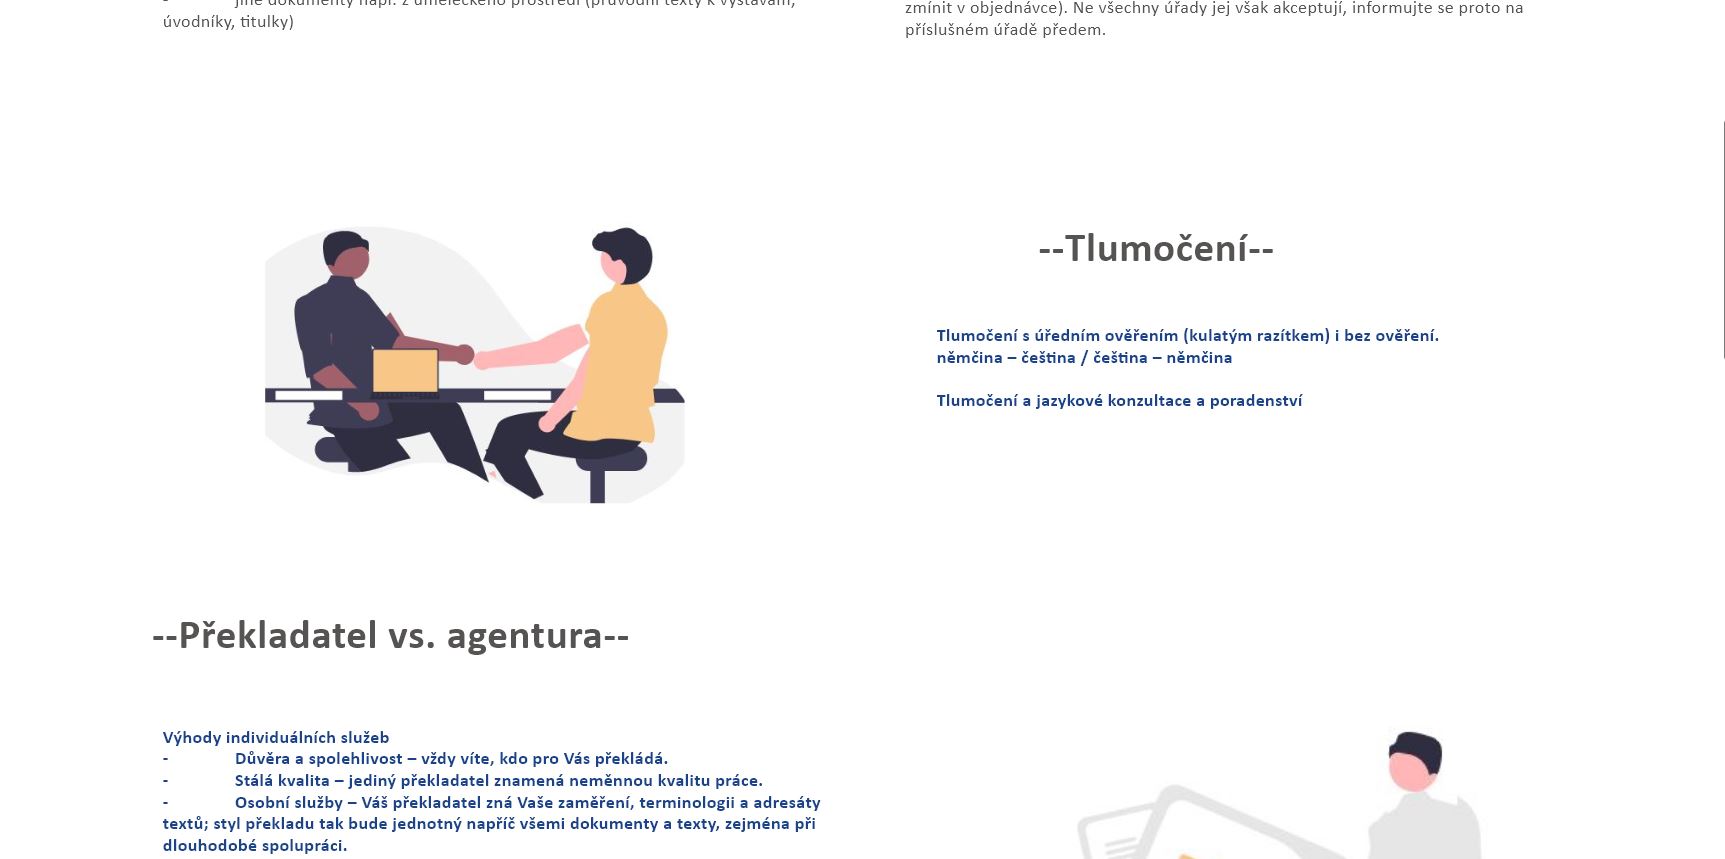 - jiné dokumenty např. z uměleckého prostředí (průvodní texty k výstavám,
úvodníky, titulky)
zmínit v objednávce). Ne všechny úřady jej však akceptují, informujte se proto na
příslušném úřadě předem.
--Tlumočení--
Tlumočení s úředním ověřením (kulatým razítkem) i bez ověření.
němčina – čeština / čeština – němčina
Tlumočení a jazykové konzultace a poradenství
--Překladatel vs. agentura--
Výhody individuálních služeb
- Důvěra a spolehlivost – vždy víte, kdo pro Vás překládá.
- Stálá kvalita – jediný překladatel znamená neměnnou kvalitu práce.
- Osobní služby – Váš překladatel zná Vaše zaměření, terminologii a adresáty
textů; styl překladu tak bude jednotný napříč všemi dokumenty a texty, zejména při
dlouhodobé spolupráci.